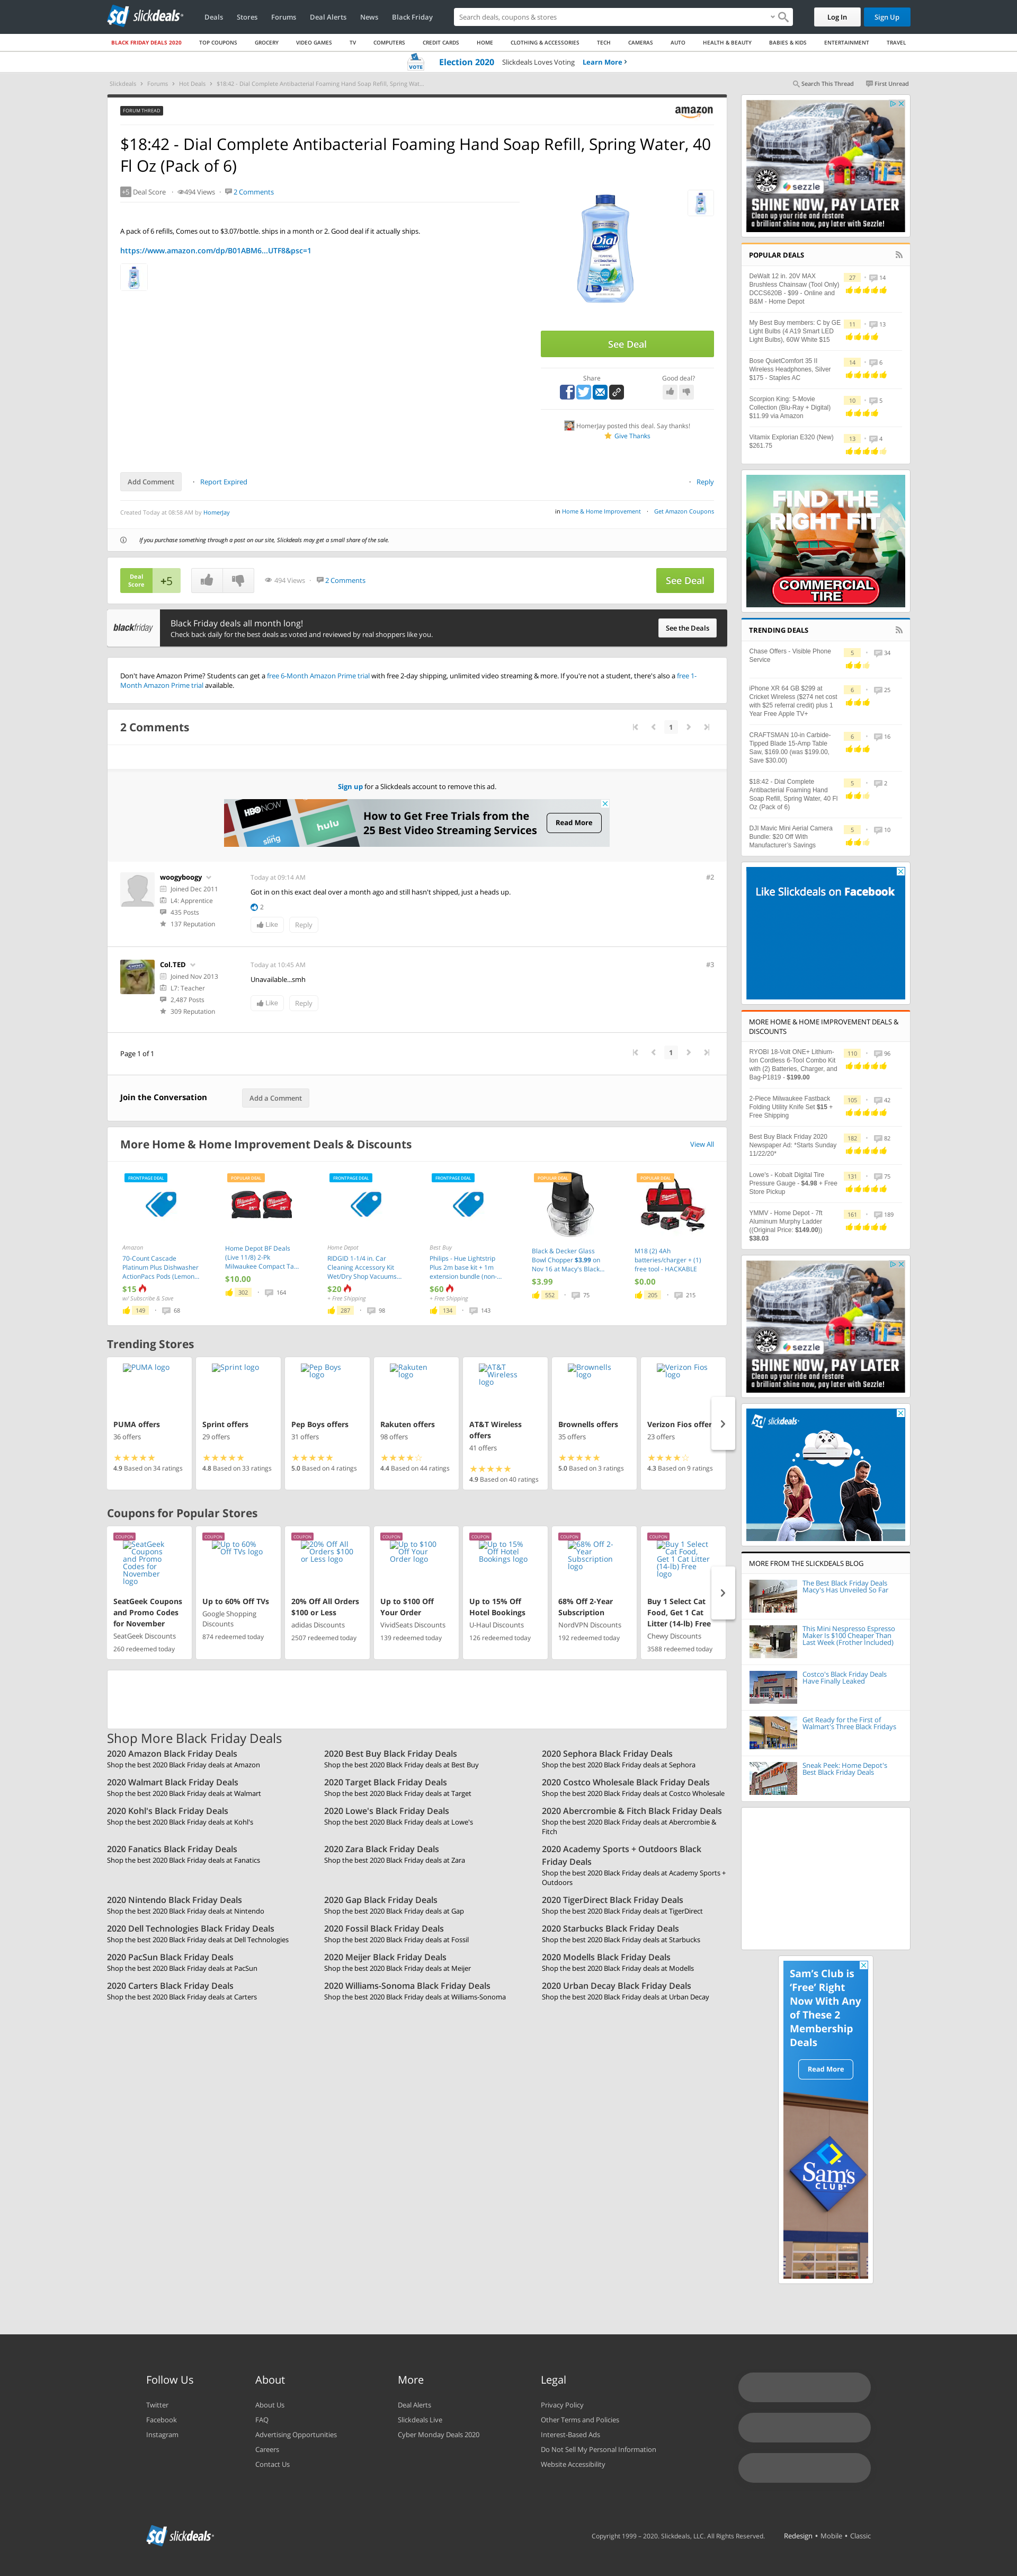 slickdeals
Deals
Stores
Forums
Deal Alerts
News
Black Friday
Search deals, coupons & stores
Log In
Sign Up
BLACK FRIDAY DEALS 2020
TOP COUPONS
GROCERY
VIDEO GAMES
TV
COMPUTERS
CREDIT CARDS
HOME
CLOTHING & ACCESSORIES
TECH
CAMERAS
AUTO
HEALTH & BEAUTY
BABIES & KIDS
ENTERTAINMENT
TRAVEL
VOTE
Election 2020
Slickdeals Loves Voting
Learn More
Slickdeals
Forums
Hot Deals
$18:42 - Dial Complete Antibacterial Foaming Hand Soap Refill, Spring Wat...
Search This Thread
First Unread
FORUM THREAD
amazon
$18:42 - Dial Complete Antibacterial Foaming Hand Soap Refill, Spring Water, 40
Fl Oz (Pack of 6)
+5 Deal Score
494 Views
2 Comments
A pack of 6 refills, Comes out to $3.07/bottle. ships in a month or 2. Good deal if it actually ships.
https://www.amazon.com/dp/B01ABM6...UTF8&psc=1
Dial
See Deal
Share
Good deal?
HomerJay posted this deal. Say thanks!
Give Thanks
Add Comment
Report Expired
Reply
Created Today at 08:58 AM by HomerJay
in Home & Home Improvement
Get Amazon Coupons
If you purchase something through a post on our site, Slickdeals may get a small share of the sale.
Deal
Score
+5
494 Views
2 Comments
See Deal
blackfriday
Black Friday deals all month long!
Check back daily for the best deals as voted and reviewed by real shoppers like you.
See the Deals
Don't have Amazon Prime? Students can get a free 6-Month Amazon Prime trial with free 2-day shipping, unlimited video streaming & more. If you're not a student, there's also a free 1-
Month Amazon Prime trial available.
2 Comments
1
Sign up for a Slickdeals account to remove this ad.
HBO NOW
sling
hulu
How to Get Free Trials from the
25 Best Video Streaming Services
Read More
woogyboogy
Joined Dec 2011
L4: Apprentice
435 Posts
137 Reputation
Today at 09:14 AM
#2
Got in on this exact deal over a month ago and still hasn't shipped, just a heads up.
2
Like
Reply
Col.TED
Joined Nov 2013
L7: Teacher
2,487 Posts
309 Reputation
Today at 10:45 AM
#3
Unavailable...smh
Like
Reply
Page 1 of 1
1
Join the Conversation
Add a Comment
More Home & Home Improvement Deals & Discounts
View All
FRONTPAGE DEAL
Amazon
70-Count Cascade
Platinum Plus Dishwasher
ActionPacs Pods (Lemon...
$15
w/ Subscribe & Save
149
68
POPULAR DEAL
Home Depot BF Deals
(Live 11/8) 2-Pk
Milwaukee Compact Ta...
$10.00
302
164
FRONTPAGE DEAL
Home Depot
RIDGID 1-1/4 in. Car
Cleaning Accessory Kit
Wet/Dry Shop Vacuums...
$20
+ Free Shipping
287
98
FRONTPAGE DEAL
Best Buy
Philips - Hue Lightstrip
Plus 2m base kit + 1m
extension bundle (non-...
$60
+ Free Shipping
134
143
POPULAR DEAL
Black & Decker Glass
Bowl Chopper $3.99 on
Nov 16 at Macy's Black...
$3.99
552
75
POPULAR DEAL
M18 (2) 4Ah
batteries/charger + (1)
free tool - HACKABLE
$0.00
205
215
Trending Stores
PUMA logo
PUMA offers
36 offers
4.9 Based on 34 ratings
Sprint logo
Sprint offers
29 offers
4.8 Based on 33 ratings
Pep Boys
logo
Pep Boys offers
31 offers
5.0 Based on 4 ratings
Rakuten
logo
Rakuten offers
98 offers
4.4 Based on 44 ratings
AT&T
Wireless
logo
AT&T Wireless
offers
41 offers
4.9 Based on 40 ratings
Brownells
logo
Brownells offers
35 offers
5.0 Based on 3 ratings
Verizon Fios
logo
Verizon Fios offer
23 offers
4.3 Based on 9 ratings
Coupons for Popular Stores
COUPON
SeatGeek
Coupons
and Promo
Codes for
November
logo
SeatGeek Coupons
and Promo Codes
for November
SeatGeek Discounts
260 redeemed today
COUPON
Up to 60%
Off TVs logo
Up to 60% Off TVs
Google Shopping
Discounts
874 redeemed today
COUPON
20% Off All
Orders $100
or Less logo
20% Off All Orders
$100 or Less
adidas Discounts
2507 redeemed today
COUPON
Up to $100
Off Your
Order logo
Up to $100 Off
Your Order
VividSeats Discounts
139 redeemed today
COUPON
Up to 15%
Off Hotel
Bookings logo
Up to 15% Off
Hotel Bookings
U-Haul Discounts
126 redeemed today
COUPON
68% Off 2-
Year
Subscription
logo
68% Off 2-Year
Subscription
NordVPN Discounts
192 redeemed today
COUPON
Buy 1 Select
Cat Food,
Get 1 Cat Litter
(14-lb) Free
logo
Buy 1 Select Cat
Food, Get 1 Cat
Litter (14-lb) Free
Chewy Discounts
3588 redeemed today
Shop More Black Friday Deals
2020 Amazon Black Friday Deals
Shop the best 2020 Black Friday deals at Amazon
2020 Best Buy Black Friday Deals
Shop the best 2020 Black Friday deals at Best Buy
2020 Sephora Black Friday Deals
Shop the best 2020 Black Friday deals at Sephora
2020 Walmart Black Friday Deals
Shop the best 2020 Black Friday deals at Walmart
2020 Target Black Friday Deals
Shop the best 2020 Black Friday deals at Target
2020 Costco Wholesale Black Friday Deals
Shop the best 2020 Black Friday deals at Costco Wholesale
2020 Kohl's Black Friday Deals
Shop the best 2020 Black Friday deals at Kohl's
2020 Lowe's Black Friday Deals
Shop the best 2020 Black Friday deals at Lowe's
2020 Abercrombie & Fitch Black Friday Deals
Shop the best 2020 Black Friday deals at Abercrombie &
Fitch
2020 Fanatics Black Friday Deals
Shop the best 2020 Black Friday deals at Fanatics
2020 Zara Black Friday Deals
Shop the best 2020 Black Friday deals at Zara
2020 Academy Sports + Outdoors Black
Friday Deals
Shop the best 2020 Black Friday deals at Academy Sports +
Outdoors
2020 Nintendo Black Friday Deals
Shop the best 2020 Black Friday deals at Nintendo
2020 Gap Black Friday Deals
Shop the best 2020 Black Friday deals at Gap
2020 TigerDirect Black Friday Deals
Shop the best 2020 Black Friday deals at TigerDirect
2020 Dell Technologies Black Friday Deals
Shop the best 2020 Black Friday deals at Dell Technologies
2020 Fossil Black Friday Deals
Shop the best 2020 Black Friday deals at Fossil
2020 Starbucks Black Friday Deals
Shop the best 2020 Black Friday deals at Starbucks
2020 PacSun Black Friday Deals
Shop the best 2020 Black Friday deals at PacSun
2020 Meijer Black Friday Deals
Shop the best 2020 Black Friday deals at Meijer
2020 Modells Black Friday Deals
Shop the best 2020 Black Friday deals at Modells
2020 Carters Black Friday Deals
Shop the best 2020 Black Friday deals at Carters
2020 Williams-Sonoma Black Friday Deals
Shop the best 2020 Black Friday deals at Williams-Sonoma
2020 Urban Decay Black Friday Deals
Shop the best 2020 Black Friday deals at Urban Decay
sezzle
SHINE NOW, PAY LATER
Clean up your ride and restore
a brilliant shine now, pay later with Sezzle!
POPULAR DEALS
DeWalt 12 in. 20V MAX
Brushless Chainsaw (Tool Only)
DCCS620B - $99 - Online and
B&M - Home Depot
27
14
My Best Buy members: C by GE
Light Bulbs (4 A19 Smart LED
Light Bulbs), 60W White $15
11
13
Bose QuietComfort 35 II
Wireless Headphones, Silver
$175 - Staples AC
14
6
Scorpion King: 5-Movie
Collection (Blu-Ray + Digital)
$11.99 via Amazon
10
5
Vitamix Explorian E320 (New)
$261.75
13
4
FIND THE
RIGHT FIT
COMMERCIAL
TIRE
TRENDING DEALS
Chase Offers - Visible Phone
Service
5
34
iPhone XR 64 GB $299 at
Cricket Wireless ($274 net cost
with $25 referral credit) plus 1
Year Free Apple TV+
6
25
CRAFTSMAN 10-in Carbide-
Tipped Blade 15-Amp Table
Saw, $169.00 (was $199.00,
Save $30.00)
6
16
$18:42 - Dial Complete
Antibacterial Foaming Hand
Soap Refill, Spring Water, 40 Fl
Oz (Pack of 6)
5
2
DJI Mavic Mini Aerial Camera
Bundle: $20 Off With
Manufacturer's Savings
5
10
Like Slickdeals on Facebook
MORE HOME & HOME IMPROVEMENT DEALS &
DISCOUNTS
RYOBI 18-Volt ONE+ Lithium-
Ion Cordless 6-Tool Combo Kit
with (2) Batteries, Charger, and
Bag-P1819 - $199.00
110
96
2-Piece Milwaukee Fastback
Folding Utility Knife Set $15 +
Free Shipping
105
42
Best Buy Black Friday 2020
Newspaper Ad: *Starts Sunday
11/22/20*
182
82
Lowe's - Kobalt Digital Tire
Pressure Gauge - $4.98 + Free
Store Pickup
131
75
YMMV - Home Depot - 7ft
Aluminum Murphy Ladder
((Original Price: $149.00))
$38.03
161
189
sezzle
SHINE NOW, PAY LATER
Clean up your ride and restore
a brilliant shine now, pay later with Sezzle!
slickdeals
MORE FROM THE SLICKDEALS BLOG
The Best Black Friday Deals
Macy's Has Unveiled So Far
This Mini Nespresso Espresso
Maker Is $100 Cheaper Than
Last Week (Frother Included)
Costco's Black Friday Deals
Have Finally Leaked
Get Ready for the First of
Walmart's Three Black Fridays
Sneak Peek: Home Depot's
Best Black Friday Deals
Sam's Club is
'Free' Right
Now With Any
of These 2
Membership
Deals
Read More
Sam's
CLUB
Follow Us
Twitter
Facebook
Instagram
About
About Us
FAQ
Advertising Opportunities
Careers
Contact Us
More
Deal Alerts
Slickdeals Live
Cyber Monday Deals 2020
Legal
Privacy Policy
Other Terms and Policies
Interest-Based Ads
Do Not Sell My Personal Information
Website Accessibility
slickdeals
Copyright 1999 – 2020. Slickdeals, LLC. All Rights Reserved.
Redesign • Mobile • Classic